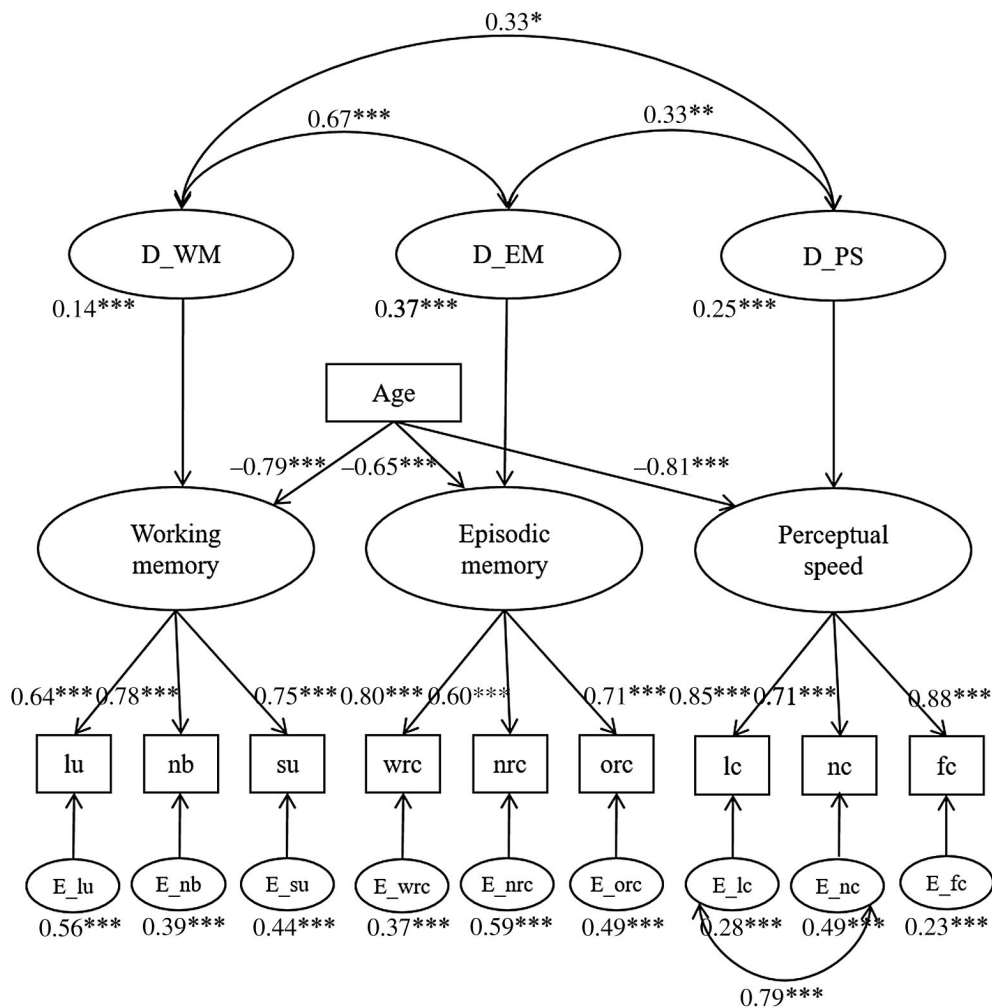 0.33*
0.67***
0.33**
D_WM
D_EM
D_PS
0.14***
0.37***
0.25***
Age
–0.79***
–0.65***
–0.81***
Working
memory
Episodic
memory
Perceptual
speed
0.64***
0.78***
0.75***
0.80***
0.60***
0.71***
0.85***
0.71***
0.88***
lu
nb
su
wrc
nrc
orc
lc
nc
fc
E_lu
E_nb
E_su
E_wrc
E_nrc
E_orc
E_lc
E_nc
E_fc
0.56***
0.39***
0.44***
0.37***
0.59***
0.49***
0.28***
0.49***
0.23***
0.79***